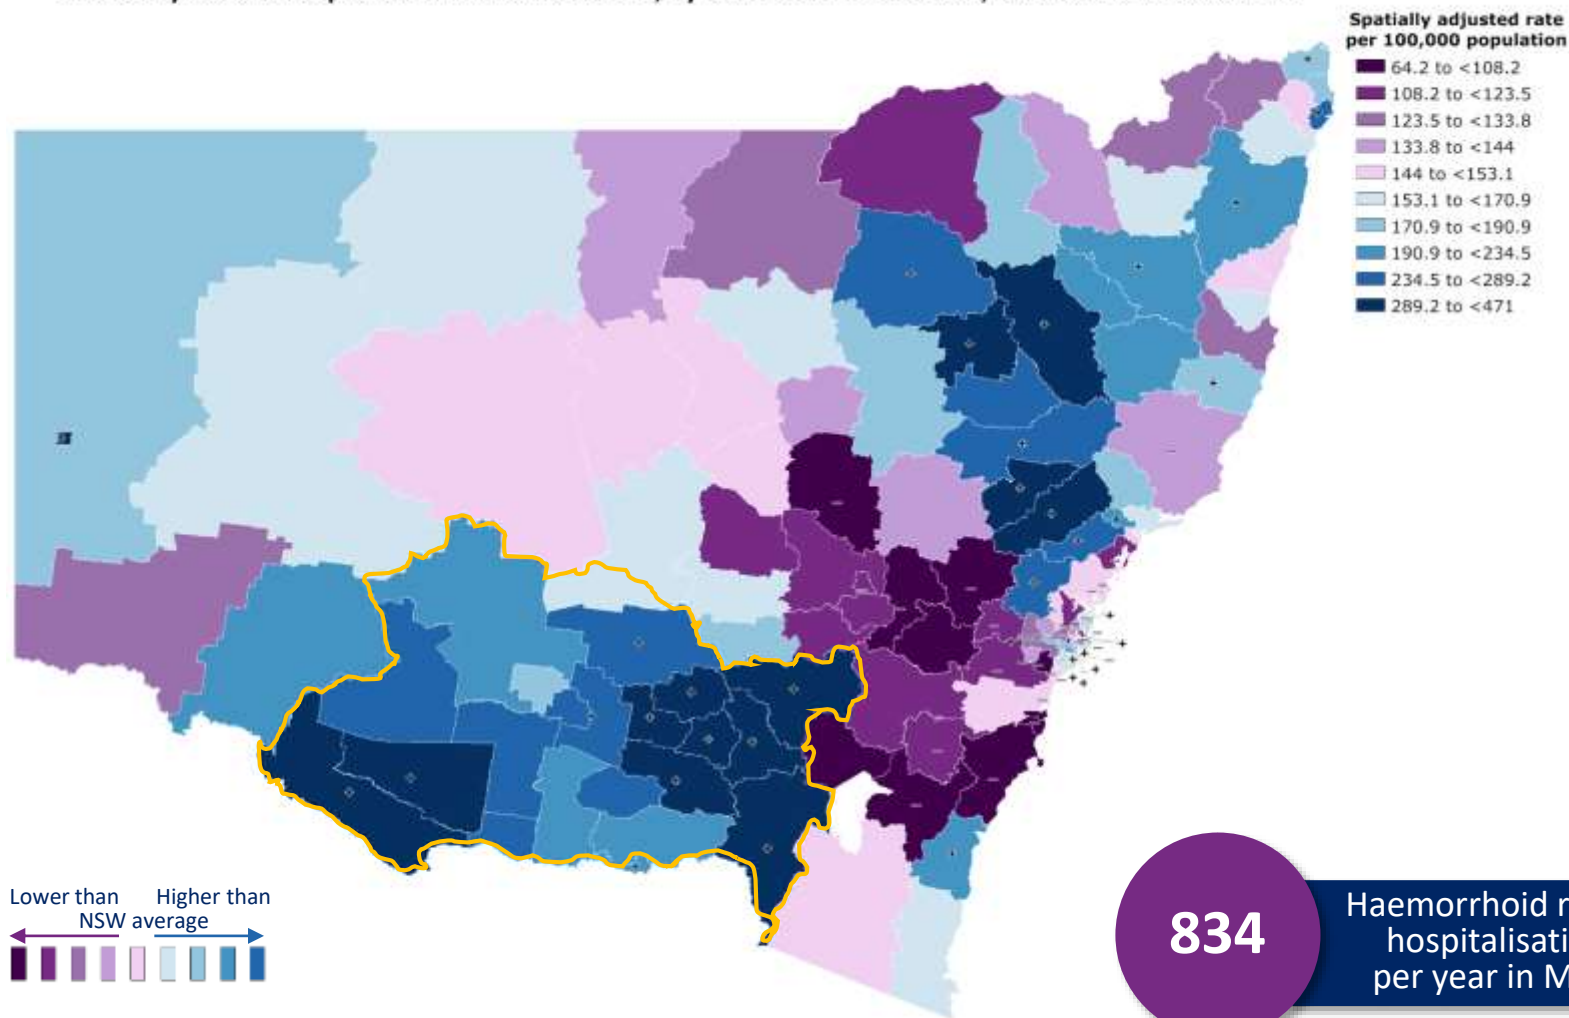 Spatially adjusted rate
per 100,000 population
64.2 to <108.2
108.2 to <123.5
123.5 to <133.8
133.8 to <144
144 to <153.1
153.1 to <170.9
170.9 to <190.9
190.9 to <234.5
234.5 to <289.2
289.2 to <471
Lower than Higher than
NSW average
834
Haemorrhoid
hospitalisati
per year in M